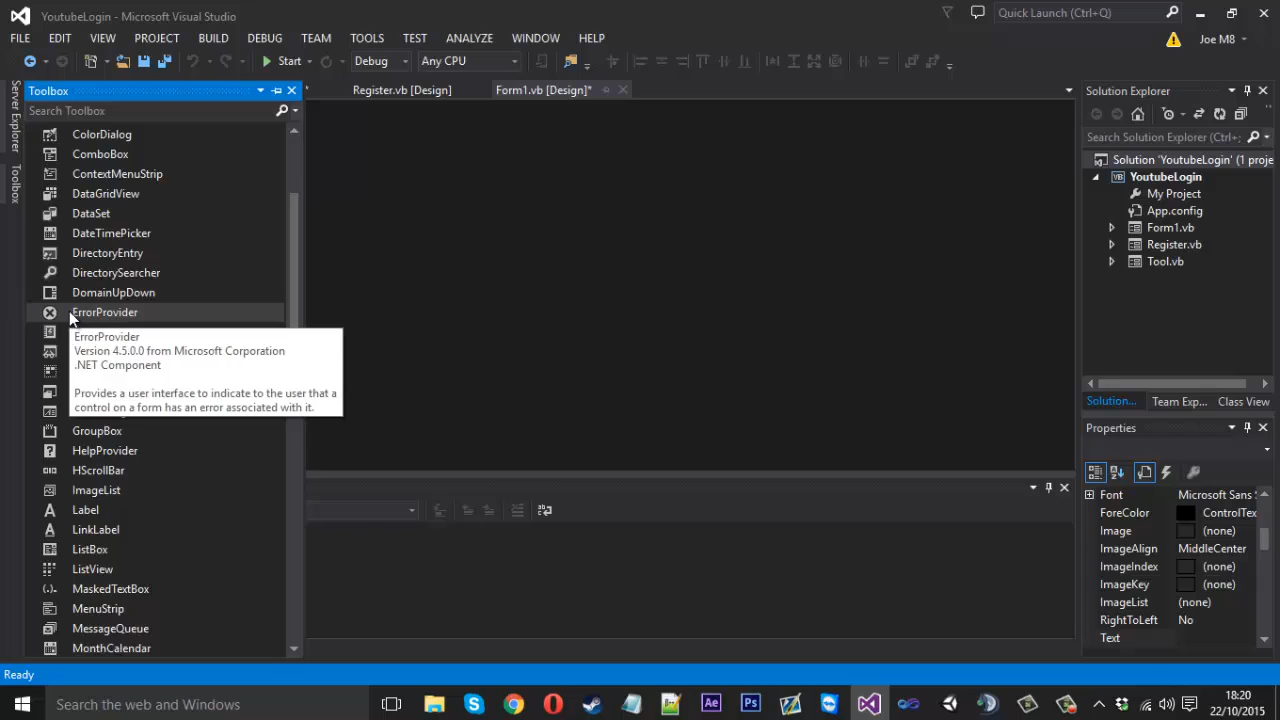 YoutubeLogin - Microsoft Visual Studio
Quick Launch (Ctrl+Q)
FILE EDIT VIEW PROJECT BUILD DEBUG TEAM TOOLS TEST ANALYZE WINDOW HELP
Joe M8
Start Debug Any CPU
Server Explorer
Toolbox
Toolbox
Search Toolbox
ColorDialog
ComboBox
ContextMenuStrip
DataGridView
DataSet
DateTimePicker
DirectoryEntry
DirectorySearcher
DomainUpDown
ErrorProvider
ErrorProvider
Version 4.5.0.0 from Microsoft Corporation
.NET Component
Provides a user interface to indicate to the user that a
control on a form has an error associated with it.
GroupBox
HelpProvider
HScrollBar
ImageList
Label
LinkLabel
ListBox
ListView
MaskedTextBox
MenuStrip
MessageQueue
MonthCalendar
Register.vb [Design]
Form1.vb [Design]*
Solution Explorer
Search Solution Explorer (Ctrl+;
Solution 'YoutubeLogin' (1 proje
YoutubeLogin
My Project
App.config
Form1.vb
Register.vb
Tool.vb
Solution... Team Exp... Class View
Properties
Font Microsoft Sans
ForeColor ControlTex
Image (none)
ImageAlign MiddleCenter
ImageIndex (none)
ImageKey (none)
ImageList (none)
RightToLeft No
Text
Ready
Search the web and Windows
18:20
22/10/2015